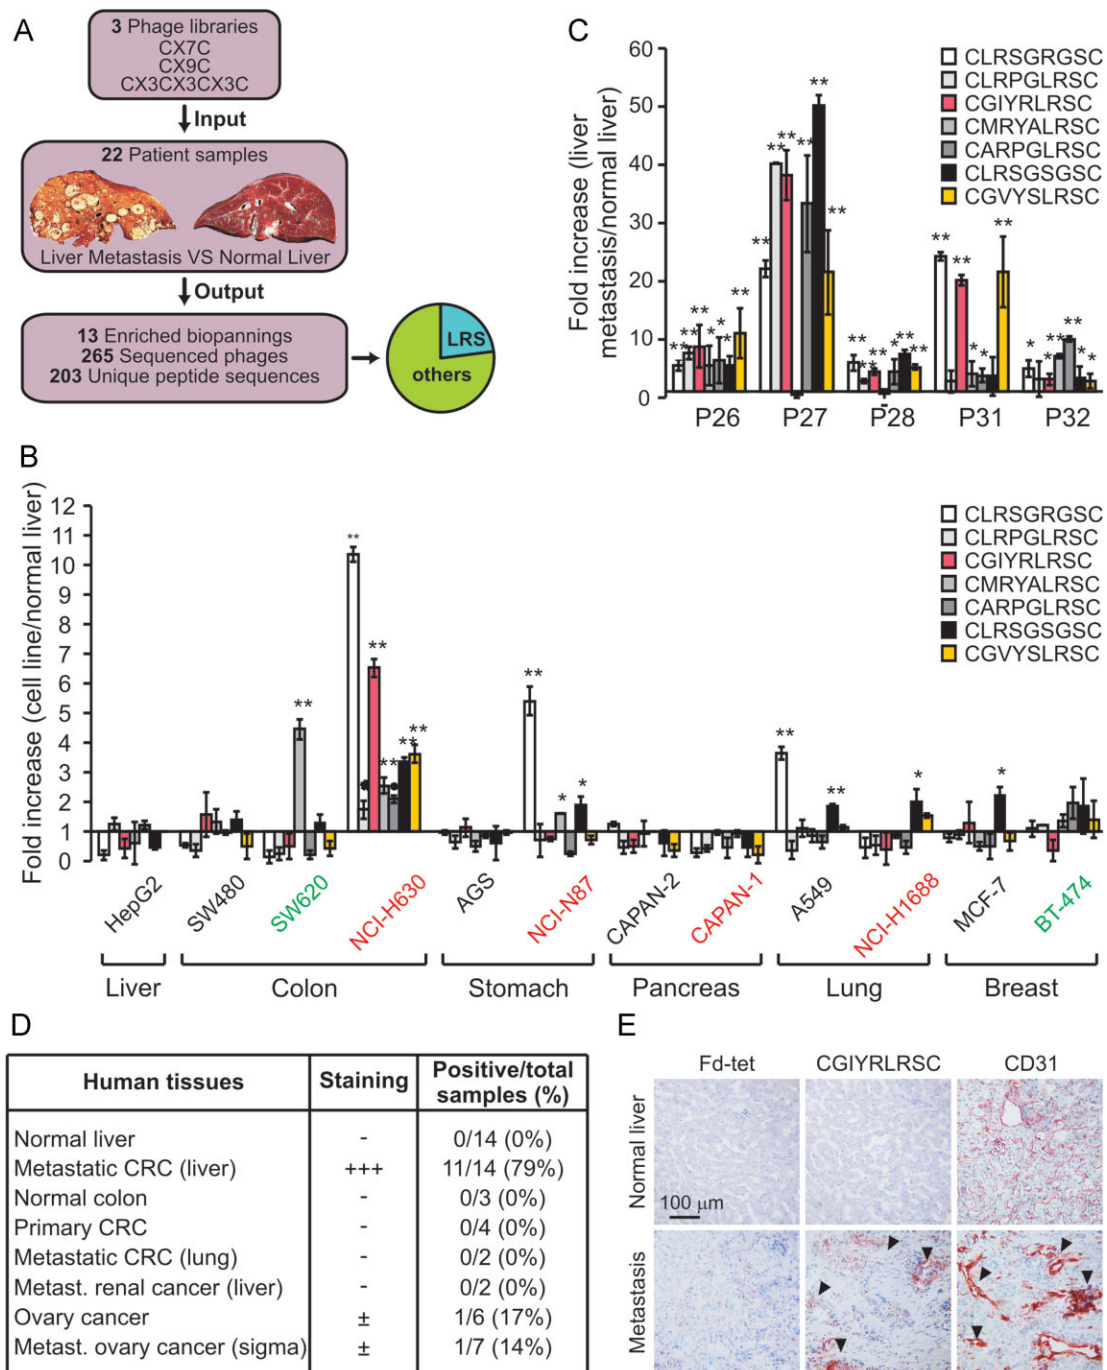 A
3 Phage libraries
CX7C
CX9C
CX3CX3CX3C
Input
22 Patient samples
Liver Metastasis VS Normal Liver
Output
13 Enriched biopannings
265 Sequenced phages
203 Unique peptide sequences
LRS
others
C
Fold increase (liver
metastasis/normal liver)
60
50
40
30
20
10
0
CLRSGRGSC
CLRPGLRSC
CGIYRLRSC
CMRYALRSC
CARPGLRSC
CLRSGSGSC
CGVYSLRSC
P26 P27 P28 P31 P32
B
Fold increase (cell line/normal liver)
12
11
10
9
8
7
6
5
4
3
2
1
0
CLRSGRGSC
CLRPGLRSC
CGIYRLRSC
CMRYALRSC
CARPGLRSC
CLRSGSGSC
CGVYSLRSC
HepG2 SW480 SW620 NCI-H630 AGS NCI-N87 CAPAN-2 CAPAN-1 A549 NCI-H1688 MCF-7 BT-474
Liver Colon Stomach Pancreas Lung Breast
D
Human tissues Staining Positive/total
samples (%)
Normal liver - 0/14 (0%)
Metastatic CRC (liver) +++ 11/14 (79%)
Normal colon - 0/3 (0%)
Primary CRC - 0/4 (0%)
Metastatic CRC (lung) - 0/2 (0%)
Metast. renal cancer (liver) - 0/2 (0%)
Ovary cancer ± 1/6 (17%)
Metast. ovary cancer (sigma) ± 1/7 (14%)
E
Fd-tet CGIYRLRSC CD31
Normal liver
100 µm
Metastasis